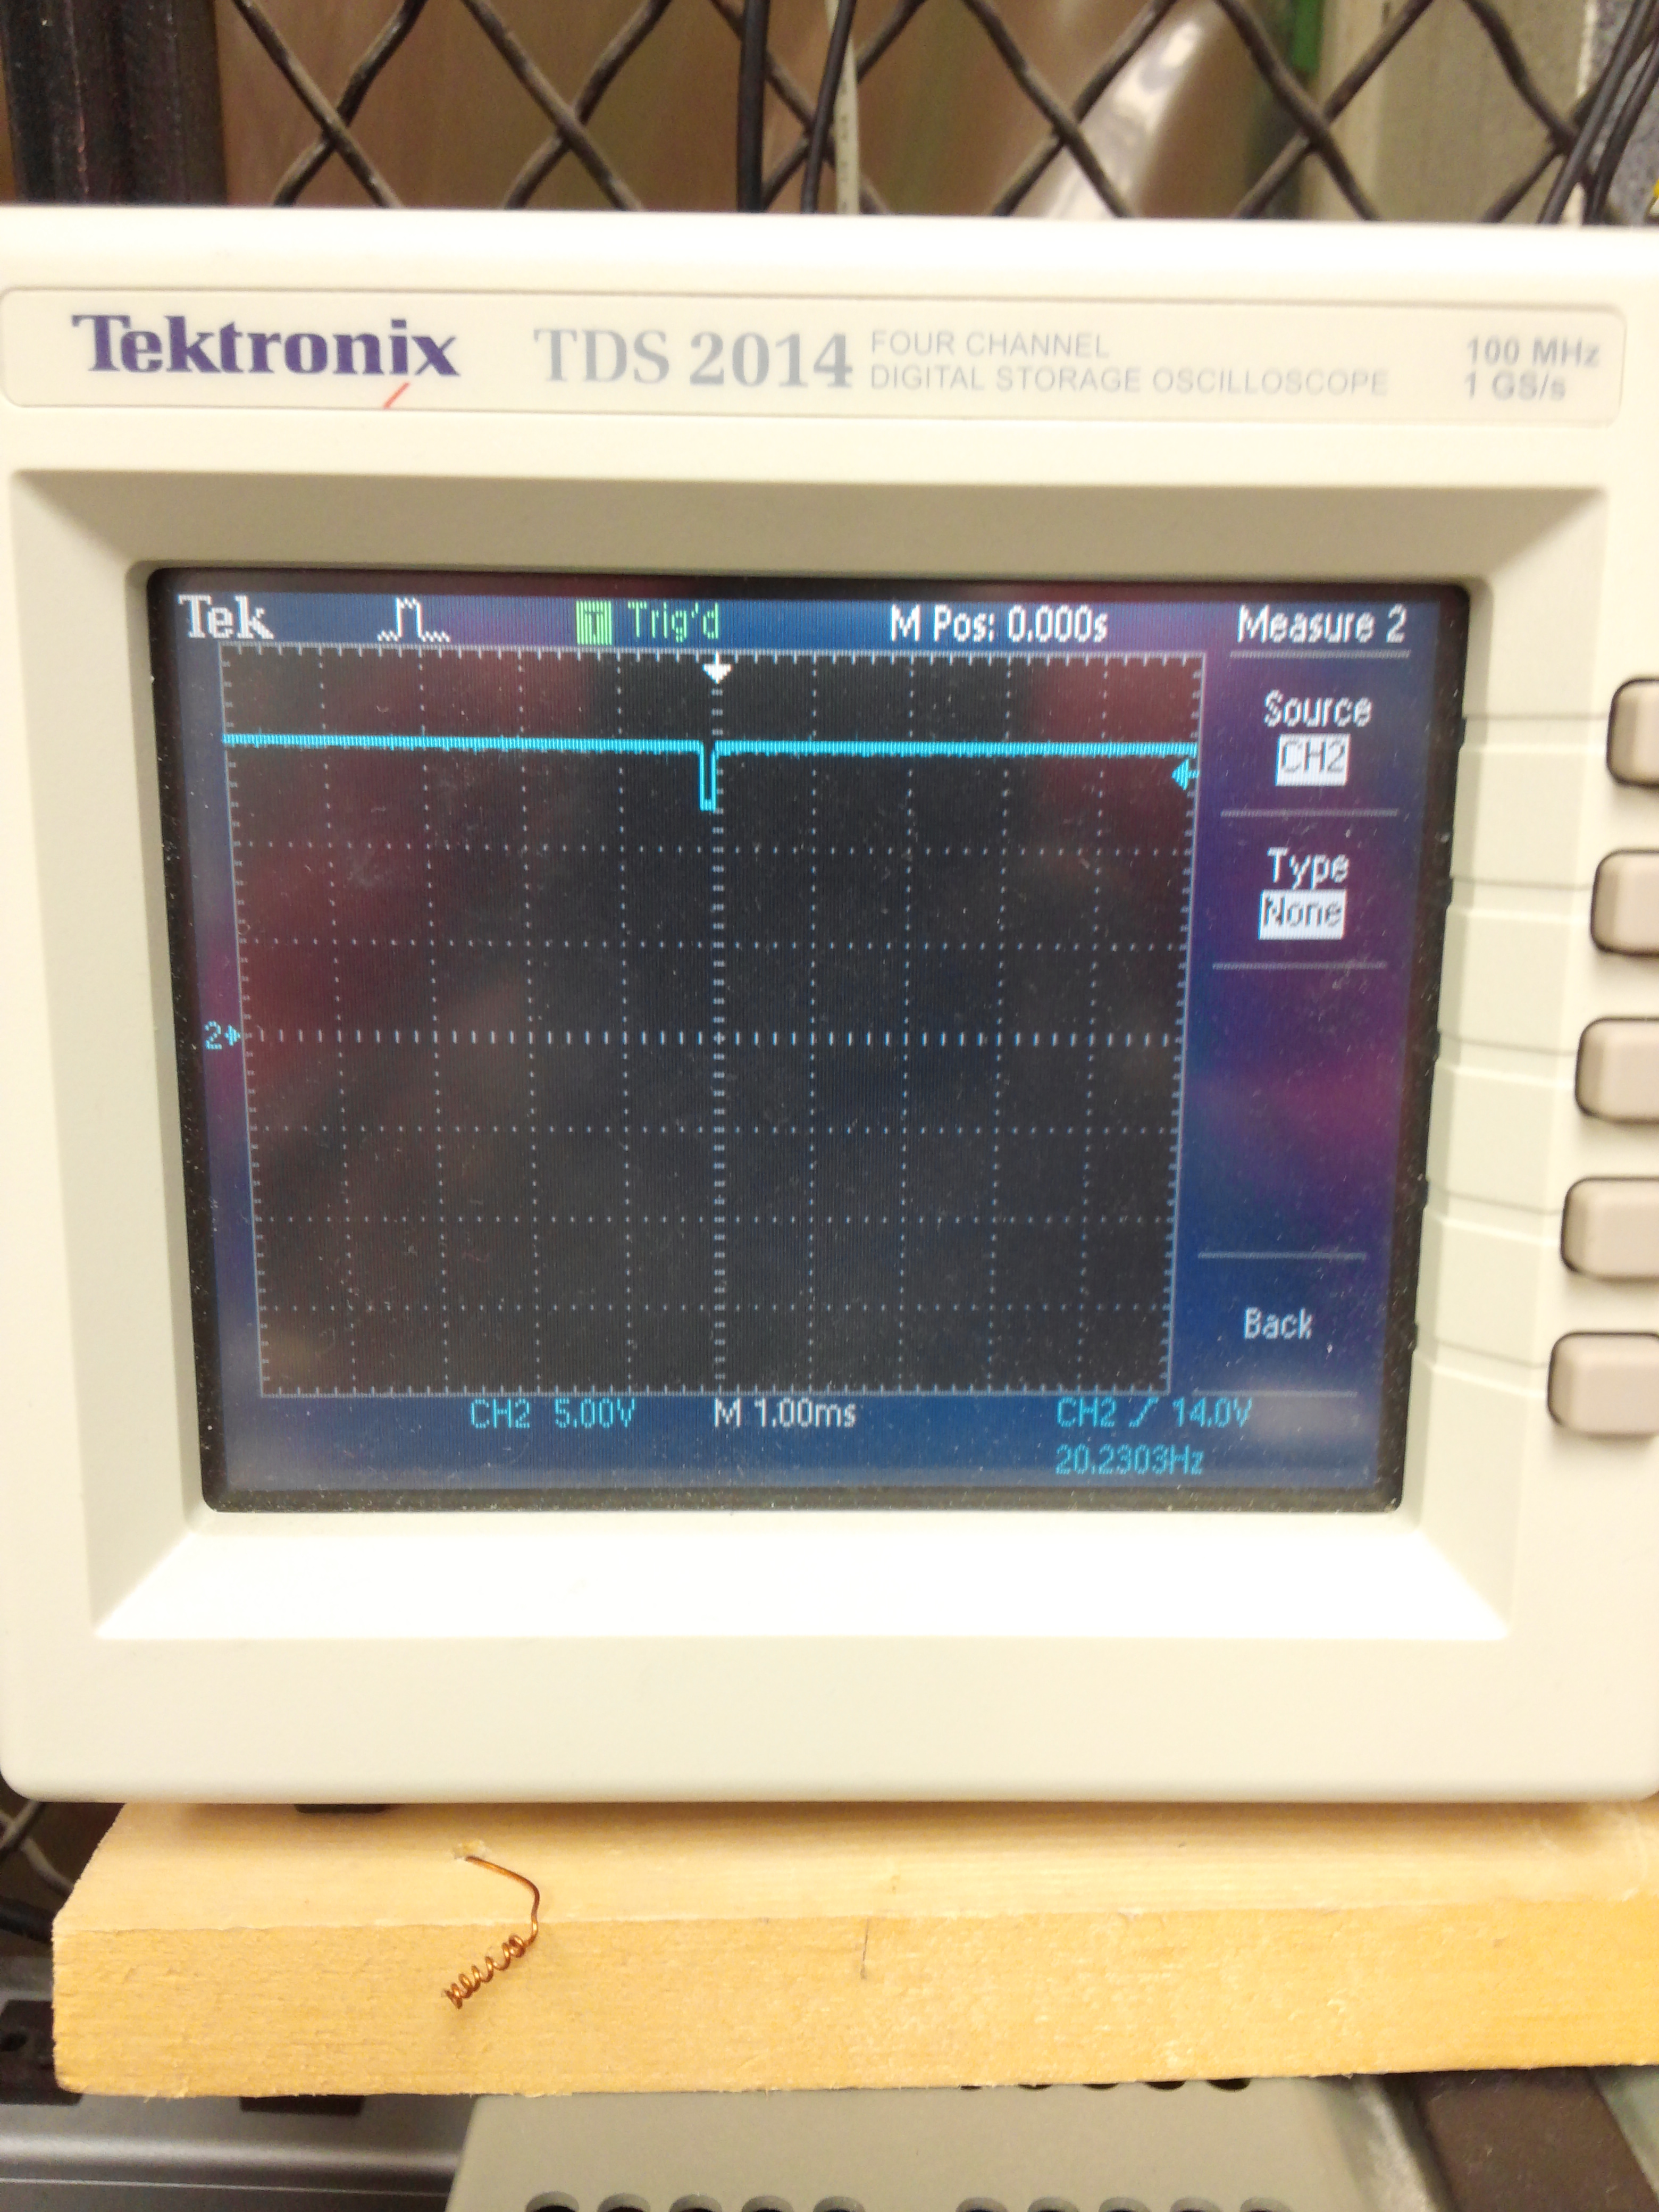 Tektronix TDS 2014 FOUR CHANNEL 100 MHz
DIGITAL STORAGE OSCILLOSCOPE 1 GS/s
Tek T Trig'd M Pos: 0.000s Measure 2
Source
CH2
Type
None
2
Back
CH2 5.00V M 1.00ms CH2 14.0V
20.2303Hz